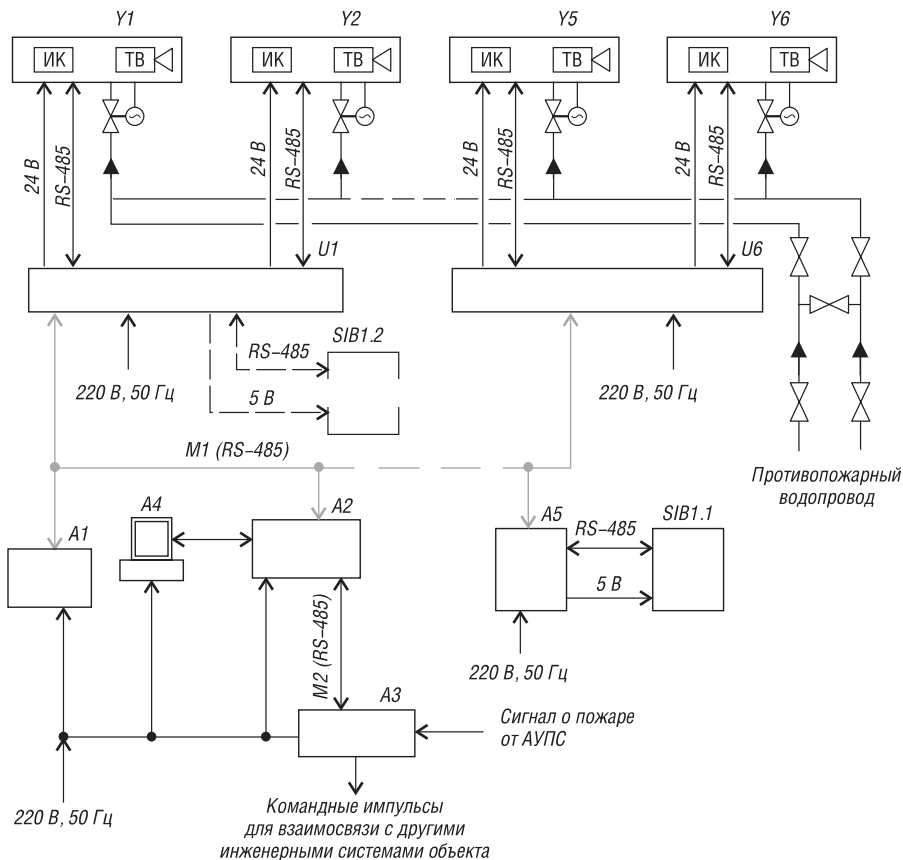 Y1 Y2 Y5 Y6
ИК ТВ ИК ТВ ИК ТВ ИК ТВ
24 В RS–485 24 В RS–485 24 В RS–485 24 В RS–485
U1 U6
SIB1.2
RS–485
220 В, 50 Гц
5 В
220 В, 50 Гц
M1 (RS–485)
Противопожарный
водопровод
A1 A4 A2 A5 SIB1.1
RS–485
5 В
M2 (RS–485)
220 В, 50 Гц
A3
Сигнал о пожаре
от АУПС
220 В, 50 Гц
Командные импульсы
для взаимосвязи с другими
инженерными системами объекта